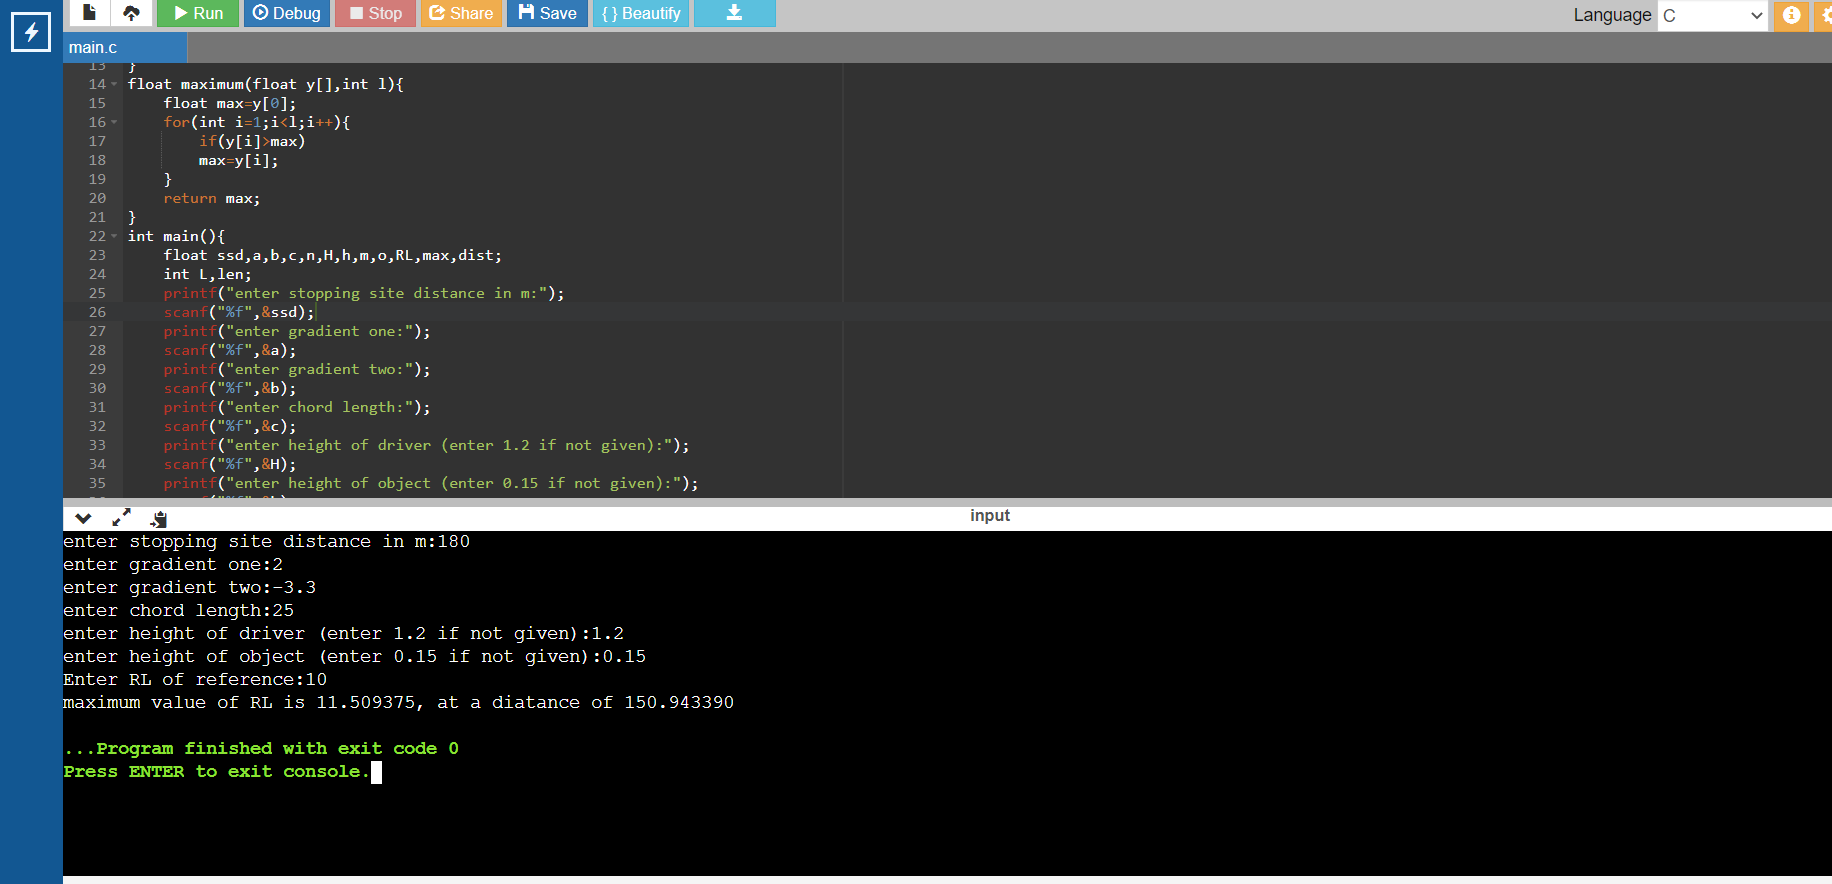 Run Debug Stop Share Save { } Beautify Language C
main.c
13 }
14 float maximum(float y[],int l){
15     float max=y[0];
16     for(int i=1;i<l;i++){
17         if(y[i]>max)
18         max=y[i];
19     }
20     return max;
21 }
22 int main(){
23     float ssd,a,b,c,n,H,h,m,o,RL,max,dist;
24     int L,len;
25     printf("enter stopping site distance in m:");
26     scanf("%f",&ssd);
27     printf("enter gradient one:");
28     scanf("%f",&a);
29     printf("enter gradient two:");
30     scanf("%f",&b);
31     printf("enter chord length:");
32     scanf("%f",&c);
33     printf("enter height of driver (enter 1.2 if not given):");
34     scanf("%f",&H);
35     printf("enter height of object (enter 0.15 if not given):");
input
enter stopping site distance in m:180
enter gradient one:2
enter gradient two:-3.3
enter chord length:25
enter height of driver (enter 1.2 if not given):1.2
enter height of object (enter 0.15 if not given):0.15
Enter RL of reference:10
maximum value of RL is 11.509375, at a diatance of 150.943390
...Program finished with exit code 0
Press ENTER to exit console.